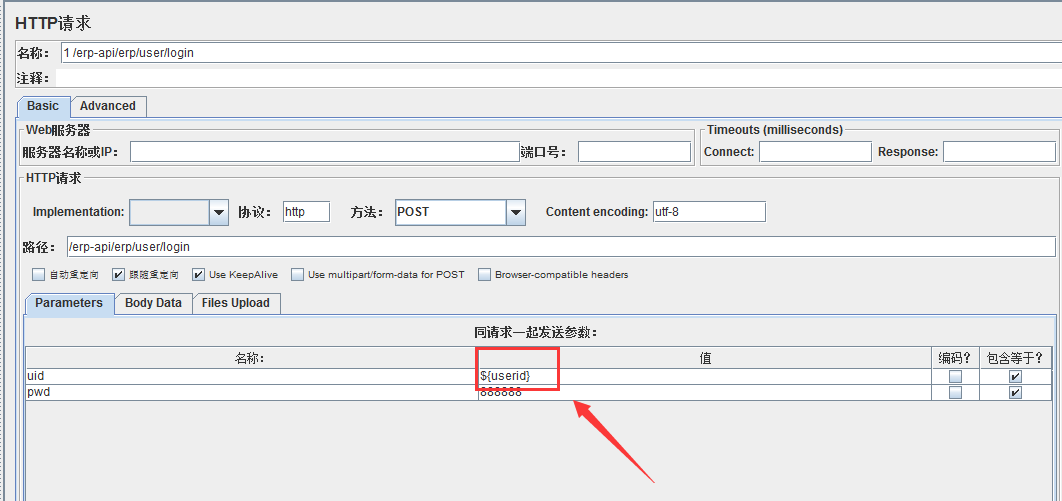 HTTP请求
名称： 1 /erp-api/erp/user/login
注释：
Basic Advanced
Web服务器 Timeouts (milliseconds)
服务器名称或IP： 端口号： Connect: Response:
HTTP请求
Implementation: 协议： http 方法： POST Content encoding: utf-8
路径： /erp-api/erp/user/login
自动重定向 跟随重定向 Use KeepAlive Use multipart/form-data for POST Browser-compatible headers
Parameters Body Data Files Upload
同请求一起发送参数：
名称： 值 编码？ 包含等于？
uid ${userid}
pwd 888888